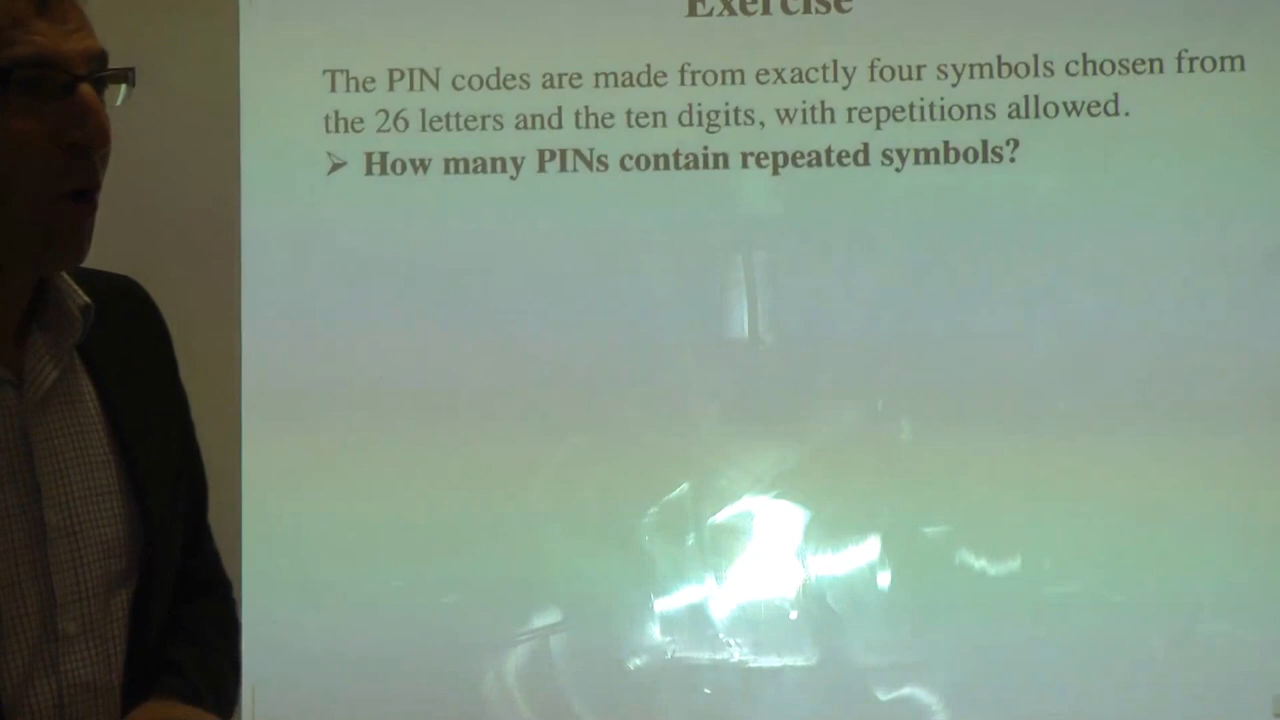 Exercise
The PIN codes are made from exactly four symbols chosen from
the 26 letters and the ten digits, with repetitions allowed.
➢ How many PINs contain repeated symbols?